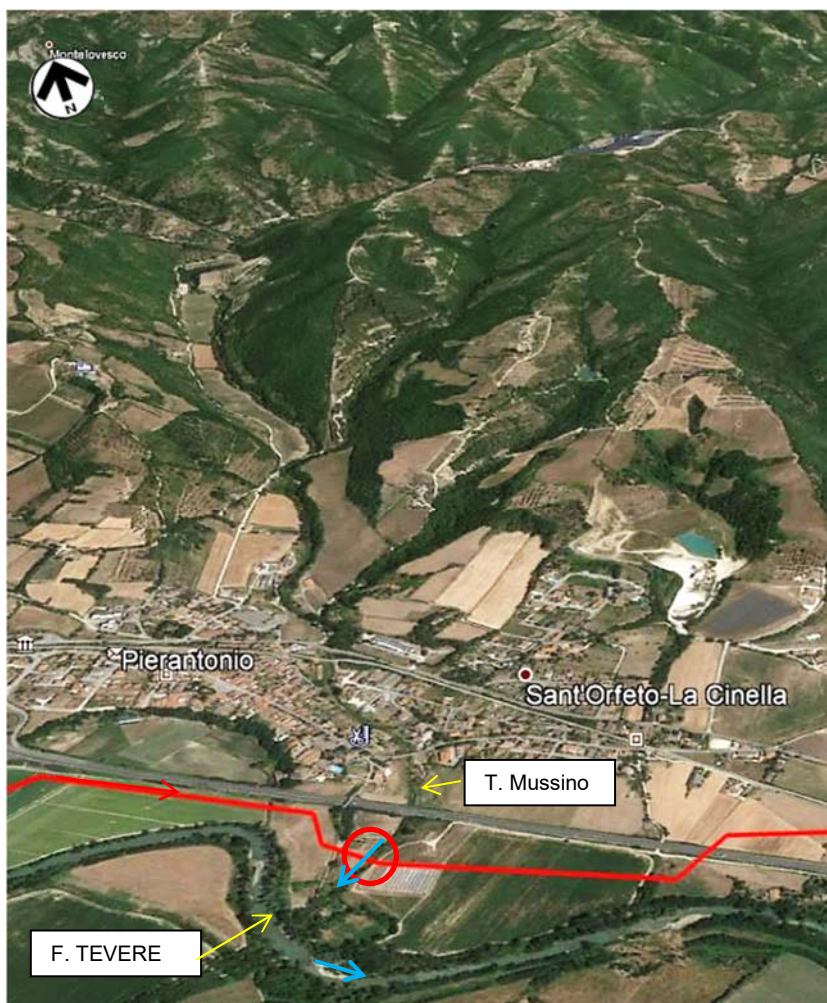 Montelovesco
N
Pierantonio
Sant'Orfeto-La Cinella
T. Mussino
F. TEVERE